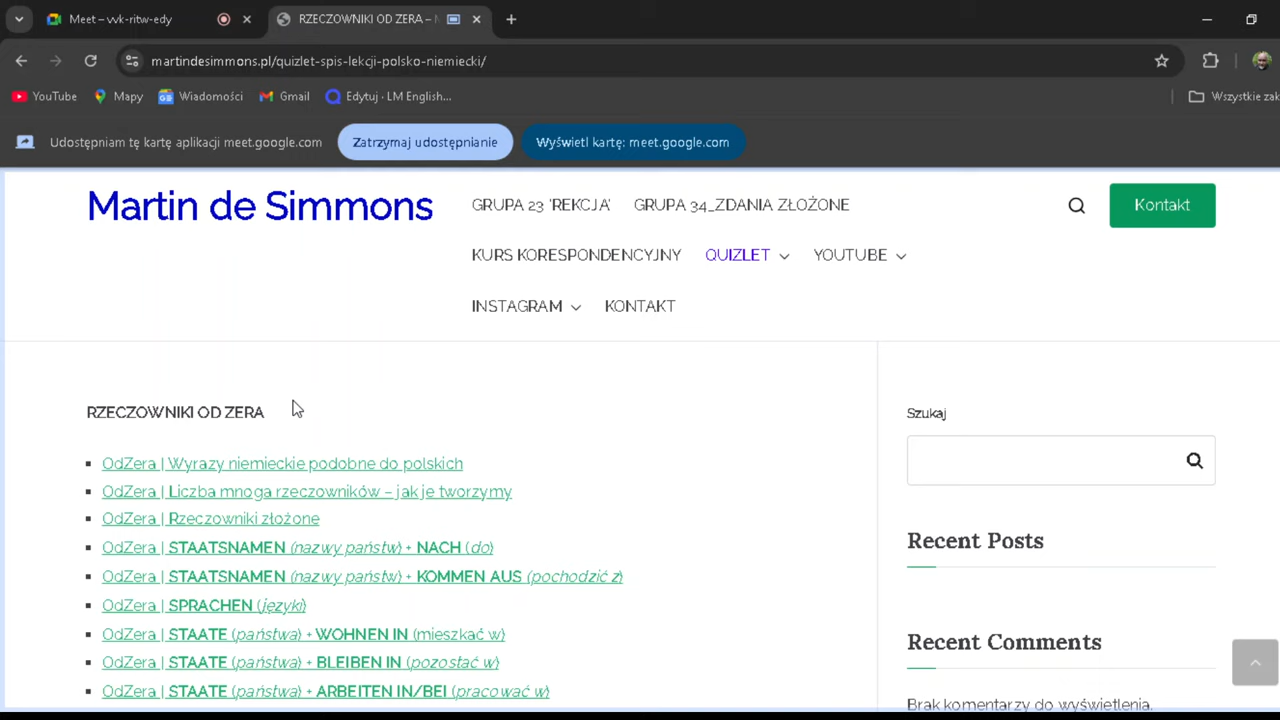 Meet – vvk-ritw-edy
RZECZOWNIKI OD ZERA –
martindesimmons.pl/quizlet-spis-lekcji-polsko-niemiecki/
YouTube Mapy Wiadomości Gmail Edytuj · LM English... Wszystkie zak
Udostępniam tę kartę aplikacji meet.google.com Zatrzymaj udostępnianie Wyświetl kartę: meet.google.com
Martin de Simmons
GRUPA 23 'REKCJA' GRUPA 34_ZDANIA ZŁOŻONE
Kontakt
KURS KORESPONDENCYJNY QUIZLET YOUTUBE
INSTAGRAM KONTAKT
RZECZOWNIKI OD ZERA
OdZera | Wyrazy niemieckie podobne do polskich
OdZera | Liczba mnoga rzeczowników – jak je tworzymy
OdZera | Rzeczowniki złożone
OdZera | STAATSNAMEN (nazwy państw) + NACH (do)
OdZera | STAATSNAMEN (nazwy państw) + KOMMEN AUS (pochodzić z)
OdZera | SPRACHEN (języki)
OdZera | STAATE (państwa) + WOHNEN IN (mieszkać w)
OdZera | STAATE (państwa) + BLEIBEN IN (pozostać w)
OdZera | STAATE (państwa) + ARBEITEN IN/BEI (pracować w)
Szukaj
Recent Posts
Recent Comments
Brak komentarzy do wyświetlenia.